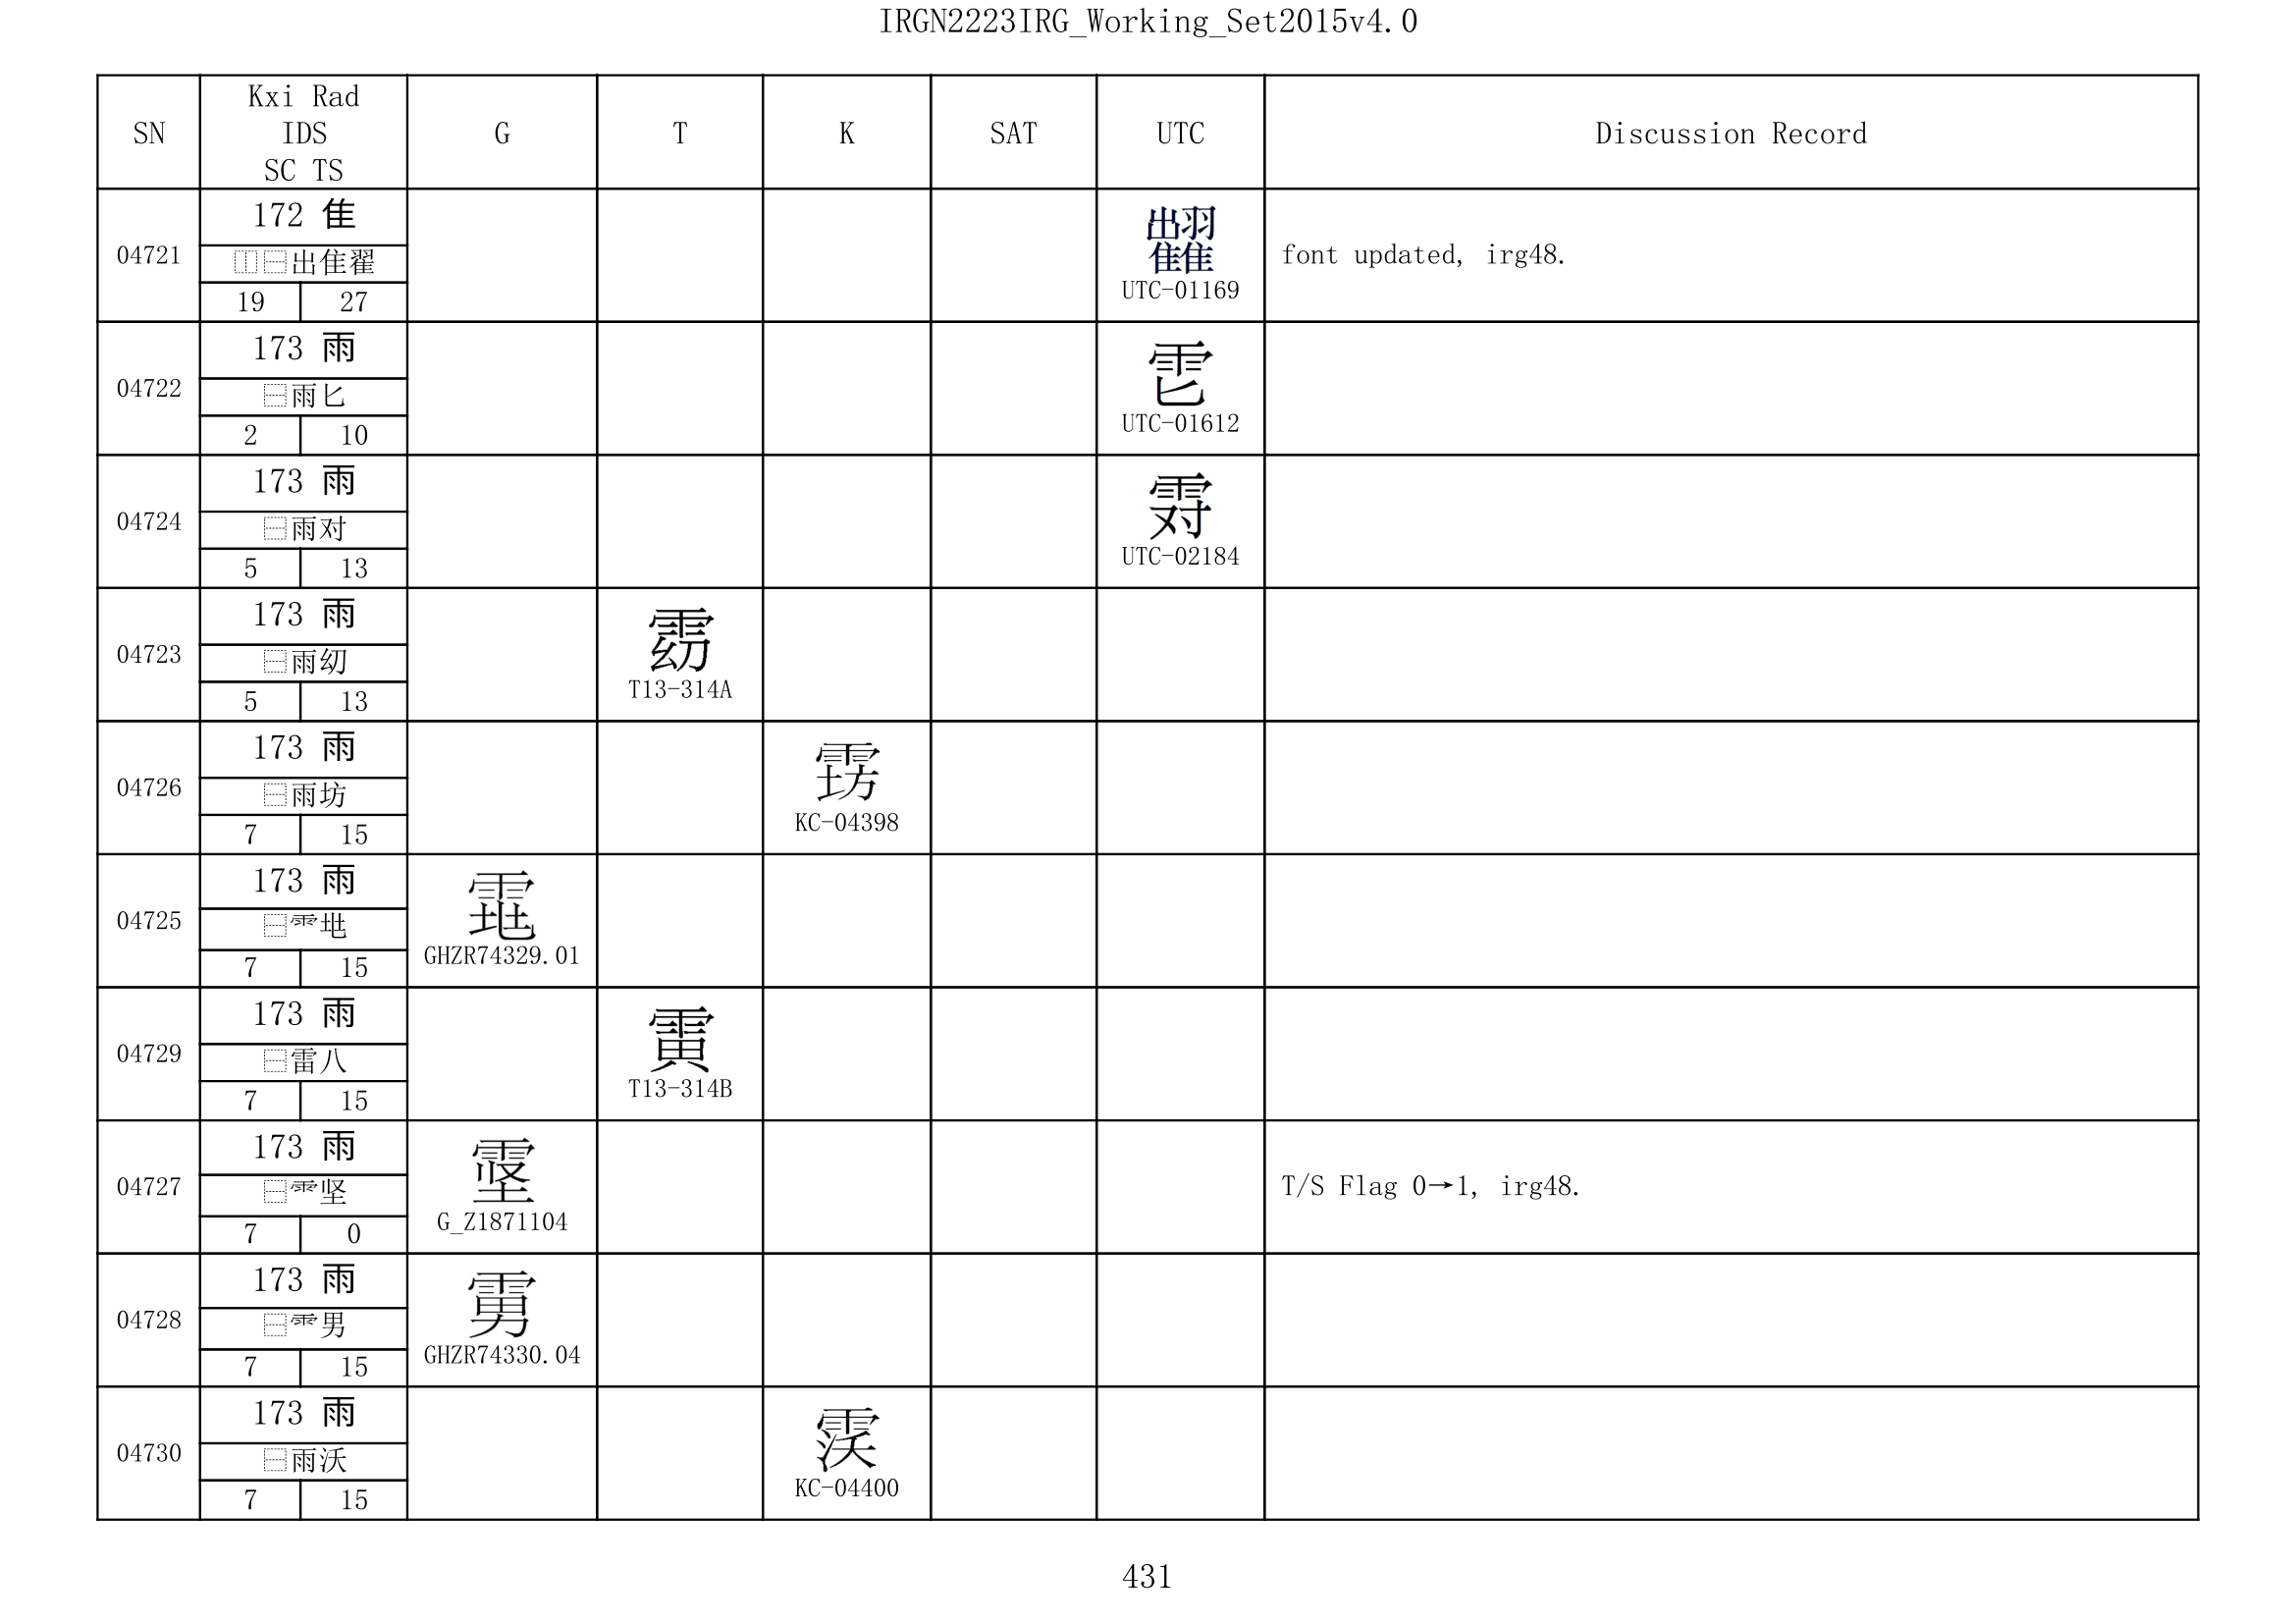 IRGN2223IRG_Working_Set2015v4.0
SN Kxi Rad IDS SC TS G T K SAT UTC Discussion Record
172 隹
04721 ⿰⿱出隹翟 font updated, irg48.
19 27 UTC-01169
173 雨
04722 ⿱雨匕
2 10 UTC-01612
173 雨
04724 ⿱雨对
5 13 UTC-02184
173 雨
04723 ⿱雨㓜
5 13 T13-314A
173 雨
04726 ⿱雨坊
7 15 KC-04398
173 雨
04725 ⿱⻗
7 15 GHZR74329.01
173 雨
04729 ⿱雷八
7 15 T13-314B
173 雨
04727 ⿱⻗坚 T/S Flag 0→1, irg48.
7 0 G_Z1871104
173 雨
04728 ⿱⻗男
7 15 GHZR74330.04
173 雨
04730 ⿱雨沃
7 15 KC-04400
431